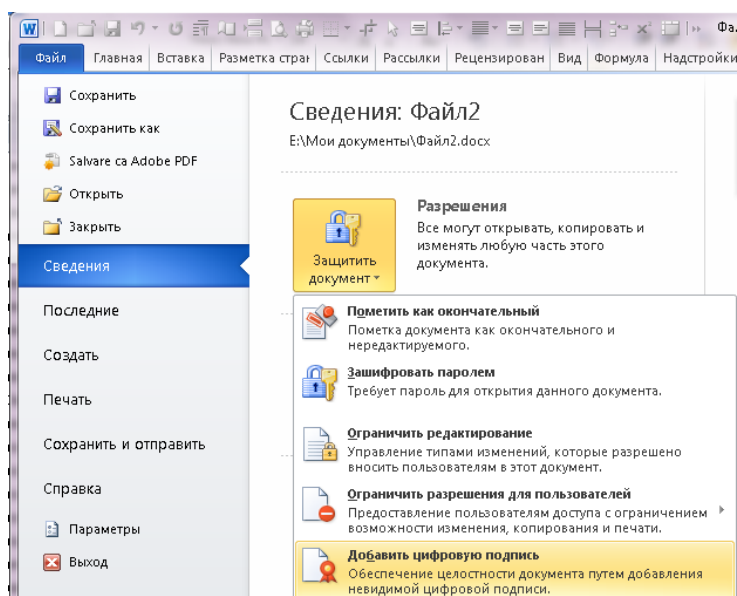 Фа.
Файл Главная Вставка Разметка стран Ссылки Рассылки Рецензирован Вид Формула Надстройки
Сохранить
Сохранить как
Salvare ca Adobe PDF
Открыть
Закрыть
Сведения
Последние
Создать
Печать
Сохранить и отправить
Справка
Параметры
Выход
Сведения: Файл2
E:\Мои документы\Файл2.docx
Защитить
документ
Разрешения
Все могут открывать, копировать и
изменять любую часть этого
документа.
Пометить как окончательный
Пометка документа как окончательного и
нередактируемого.
Зашифровать паролем
Требует пароль для открытия данного документа.
Ограничить редактирование
Управление типами изменений, которые разрешено
вносить пользователям в этот документ.
Ограничить разрешения для пользователей
Предоставление пользователям доступа с ограничением
возможности изменения, копирования и печати.
Добавить цифровую подпись
Обеспечение целостности документа путем добавления
невидимой цифровой подписи.